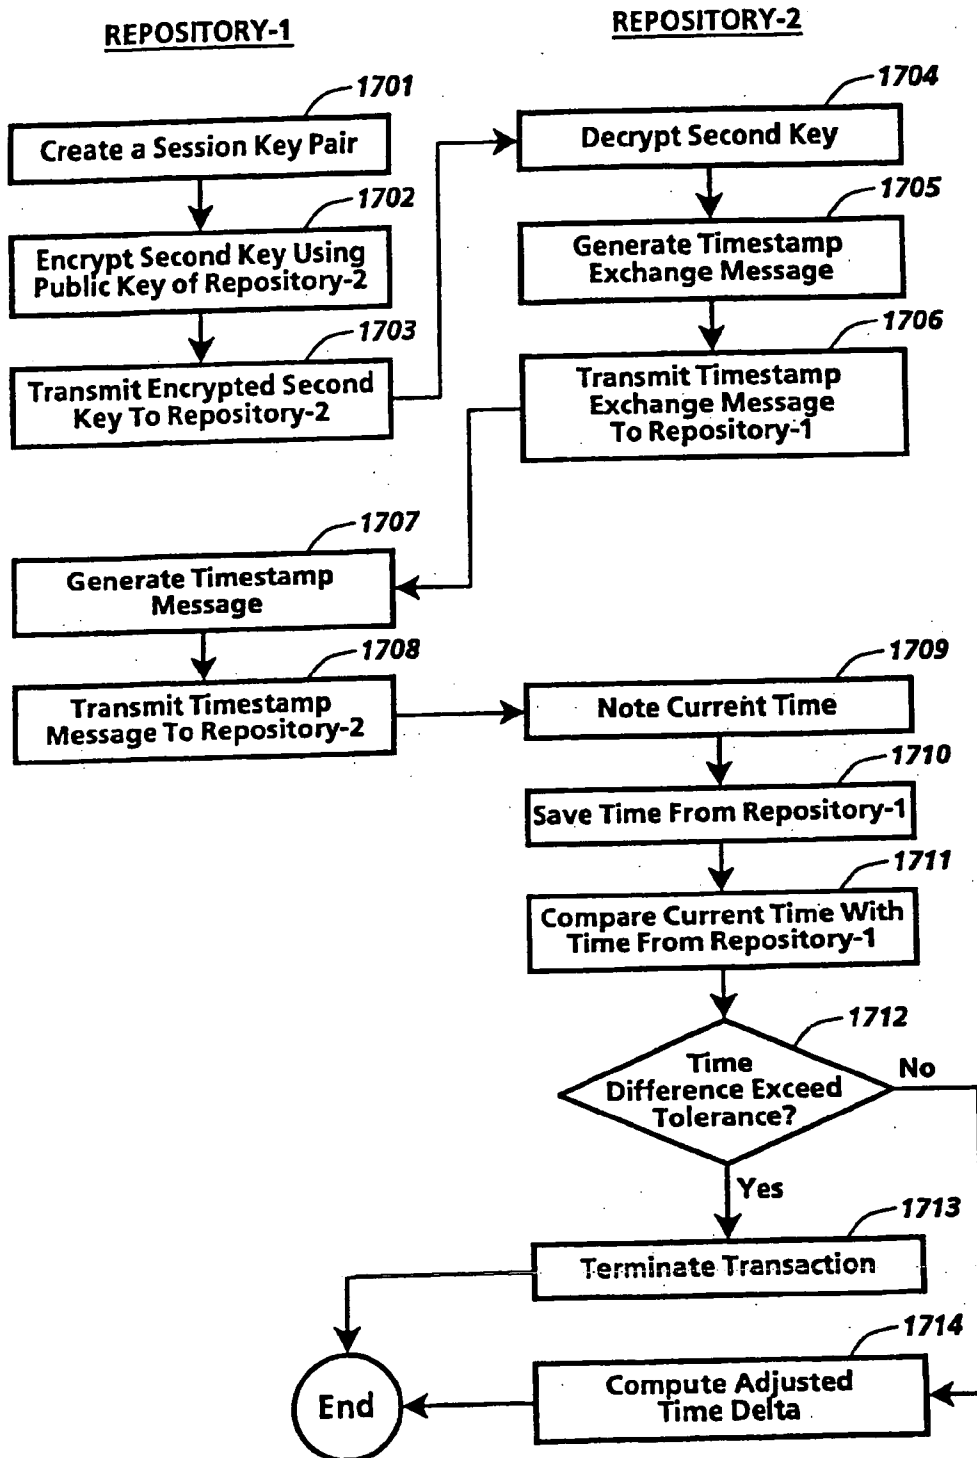 REPOSITORY-1
REPOSITORY-2
1701
Create a Session Key Pair
1702
Encrypt Second Key Using
Public Key of Repository-2
1703
Transmit Encrypted Second
Key To Repository-2
1704
Decrypt Second Key
1705
Generate Timestamp
Exchange Message
1706
Transmit Timestamp
Exchange Message
To Repository-1
1707
Generate Timestamp
Message
1708
Transmit Timestamp
Message To Repository-2
1709
Note Current Time
1710
Save Time From Repository-1
1711
Compare Current Time With
Time From Repository-1
1712
Time
Difference Exceed
Tolerance?
No
Yes
1713
Terminate Transaction
1714
Compute Adjusted
Time Delta
End